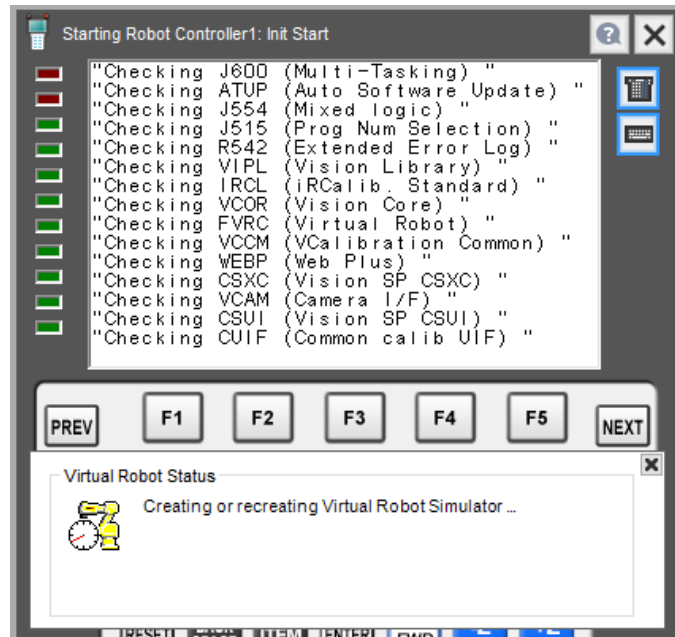 Starting Robot Controller1: Init Start
"Checking J600 (Multi-Tasking) "
"Checking ATUP (Auto Software Update) "
"Checking J554 (Mixed logic) "
"Checking J515 (Prog Num Selection) "
"Checking R542 (Extended Error Log) "
"Checking VIPL (Vision Library) "
"Checking IRCL (iRCalib. Standard) "
"Checking VCOR (Vision Core) "
"Checking FVRC (Virtual Robot) "
"Checking VCCM (VCalibration Common) "
"Checking WEBP (Web Plus) "
"Checking CSXC (Vision SP CSXC) "
"Checking VCAM (Camera I/F) "
"Checking CSUI (Vision SP CSUI) "
"Checking CUIF (Common calib UIF) "
PREV F1 F2 F3 F4 F5 NEXT
Virtual Robot Status
Creating or recreating Virtual Robot Simulator ...
RESET ITEM ENTER FWD -Z +Z